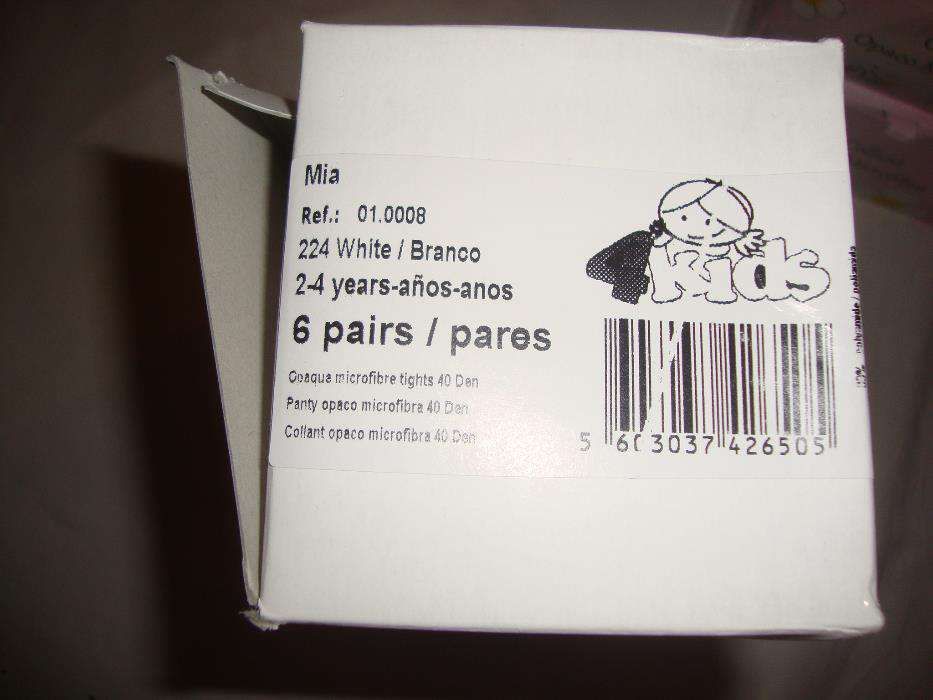 Mia
Ref.: 01.0008
224 White / Branco
2-4 years-años-anos
6 pairs / pares
Opaque microfibre tights 40 Den
Panty opaco microfibra 40 Den
Collant opaco microfibra 40 Den
4 Kids
5 603037 426505